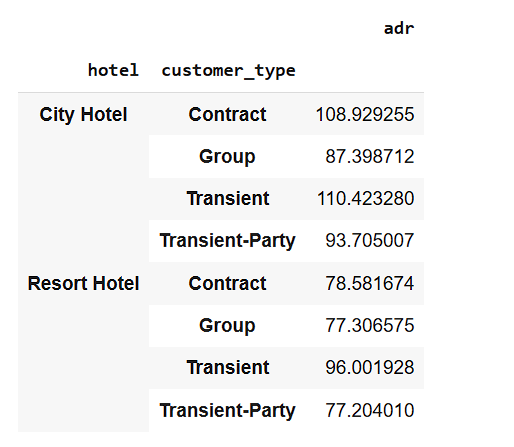 adr
hotel customer_type
City Hotel Contract 108.929255
Group 87.398712
Transient 110.423280
Transient-Party 93.705007
Resort Hotel Contract 78.581674
Group 77.306575
Transient 96.001928
Transient-Party 77.204010